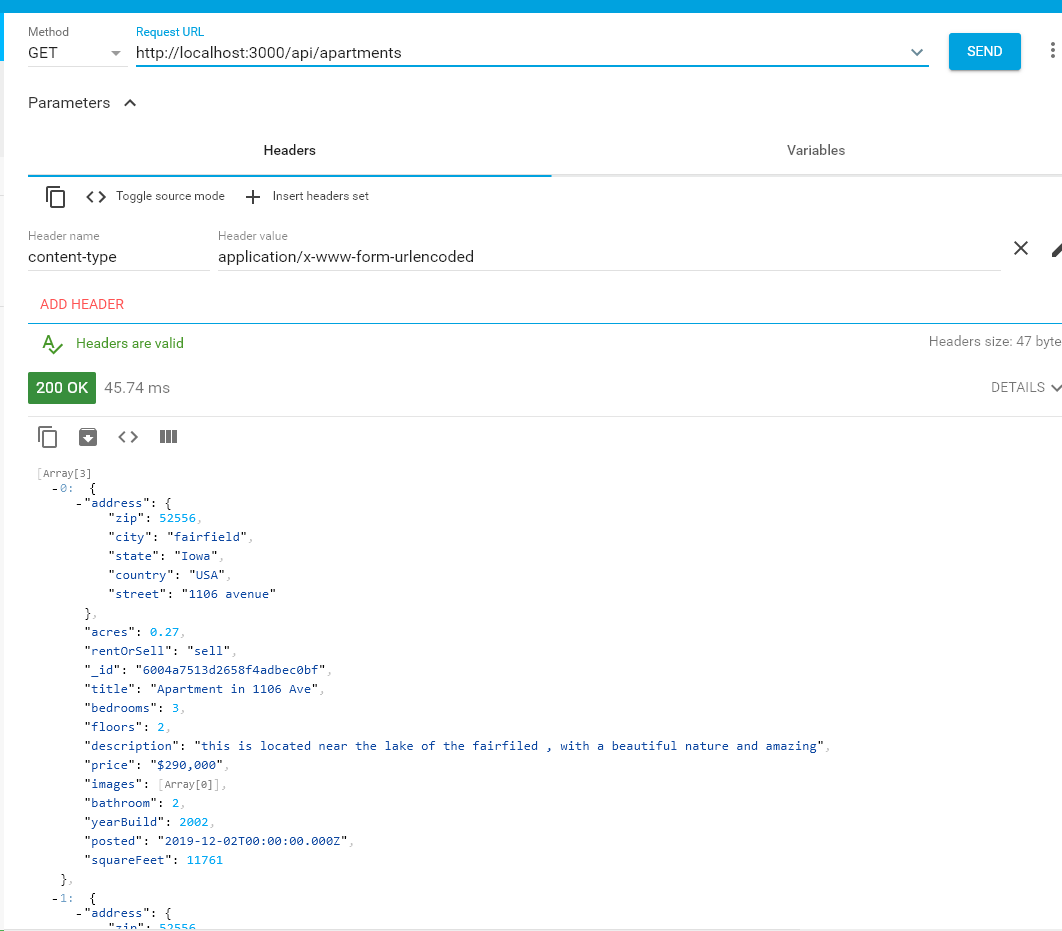 Method
Request URL
GET
http://localhost:3000/api/apartments
SEND
Parameters
Headers
Variables
Toggle source mode
Insert headers set
Header name
Header value
content-type
application/x-www-form-urlencoded
ADD HEADER
Headers are valid
Headers size: 47 byte
200 OK
45.74 ms
DETAILS
[Array[3]
-0: {
-"address": {
"zip": 52556,
"city": "fairfield",
"state": "Iowa",
"country": "USA",
"street": "1106 avenue"
},
"acres": 0.27,
"rentOrSell": "sell",
"_id": "6004a7513d2658f4adbec0bf",
"title": "Apartment in 1106 Ave",
"bedrooms": 3,
"floors": 2,
"description": "this is located near the lake of the fairfiled , with a beautiful nature and amazing",
"price": "$290,000",
"images": [Array[0]],
"bathroom": 2,
"yearBuild": 2002,
"posted": "2019-12-02T00:00:00.000Z",
"squareFeet": 11761
},
-1: {
-"address": {
"zip": 52556